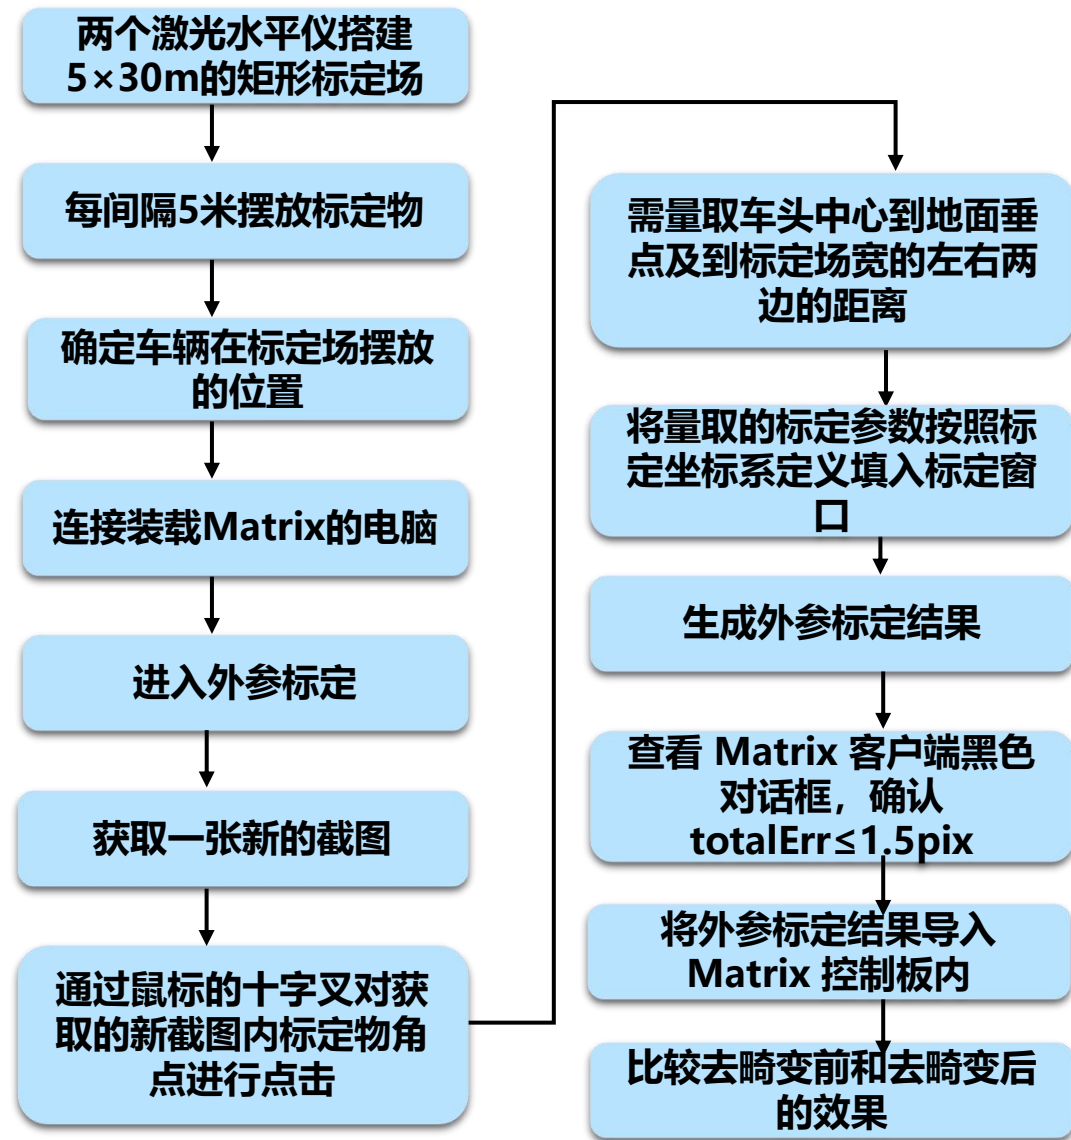 两个激光水平仪搭建
5×30m的矩形标定场
每间隔5米摆放标定物
确定车辆在标定场摆放
的位置
连接装载Matrix的电脑
进入外参标定
获取一张新的截图
通过鼠标的十字叉对获
取的新截图内标定物角
点进行点击
需量取车头中心到地面垂
点及到标定场宽的左右两
边的距离
将量取的标定参数按照标
定坐标系定义填入标定窗
口
生成外参标定结果
查看 Matrix 客户端黑色
对话框，确认
totalErr≤1.5pix
将外参标定结果导入
Matrix 控制板内
比较去畸变前和去畸变后
的效果